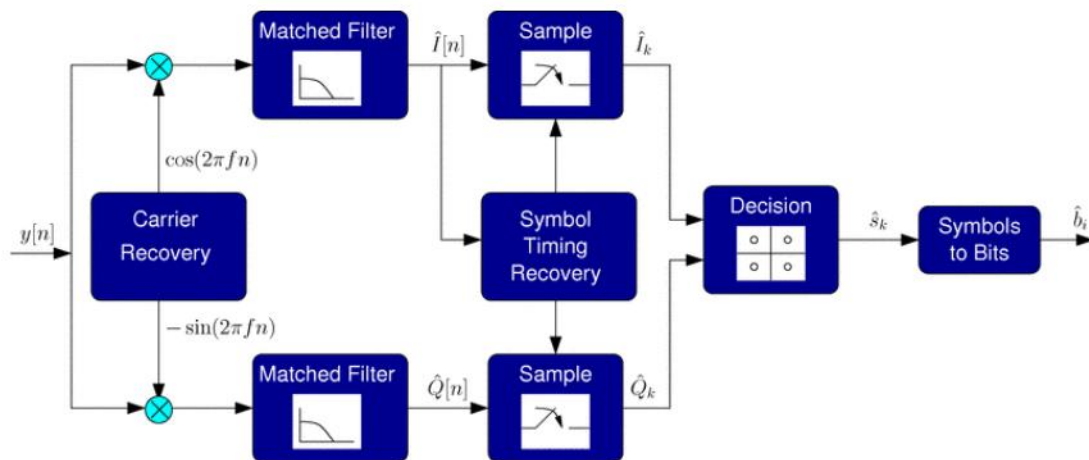 Matched Filter
Î[n]
Sample
Î_k
cos(2πfn)
y[n]
Carrier
Recovery
Symbol
Timing
Recovery
Decision
ŝ_k
Symbols
to Bits
b̂_i
− sin(2πfn)
Matched Filter
Q̂[n]
Sample
Q̂_k